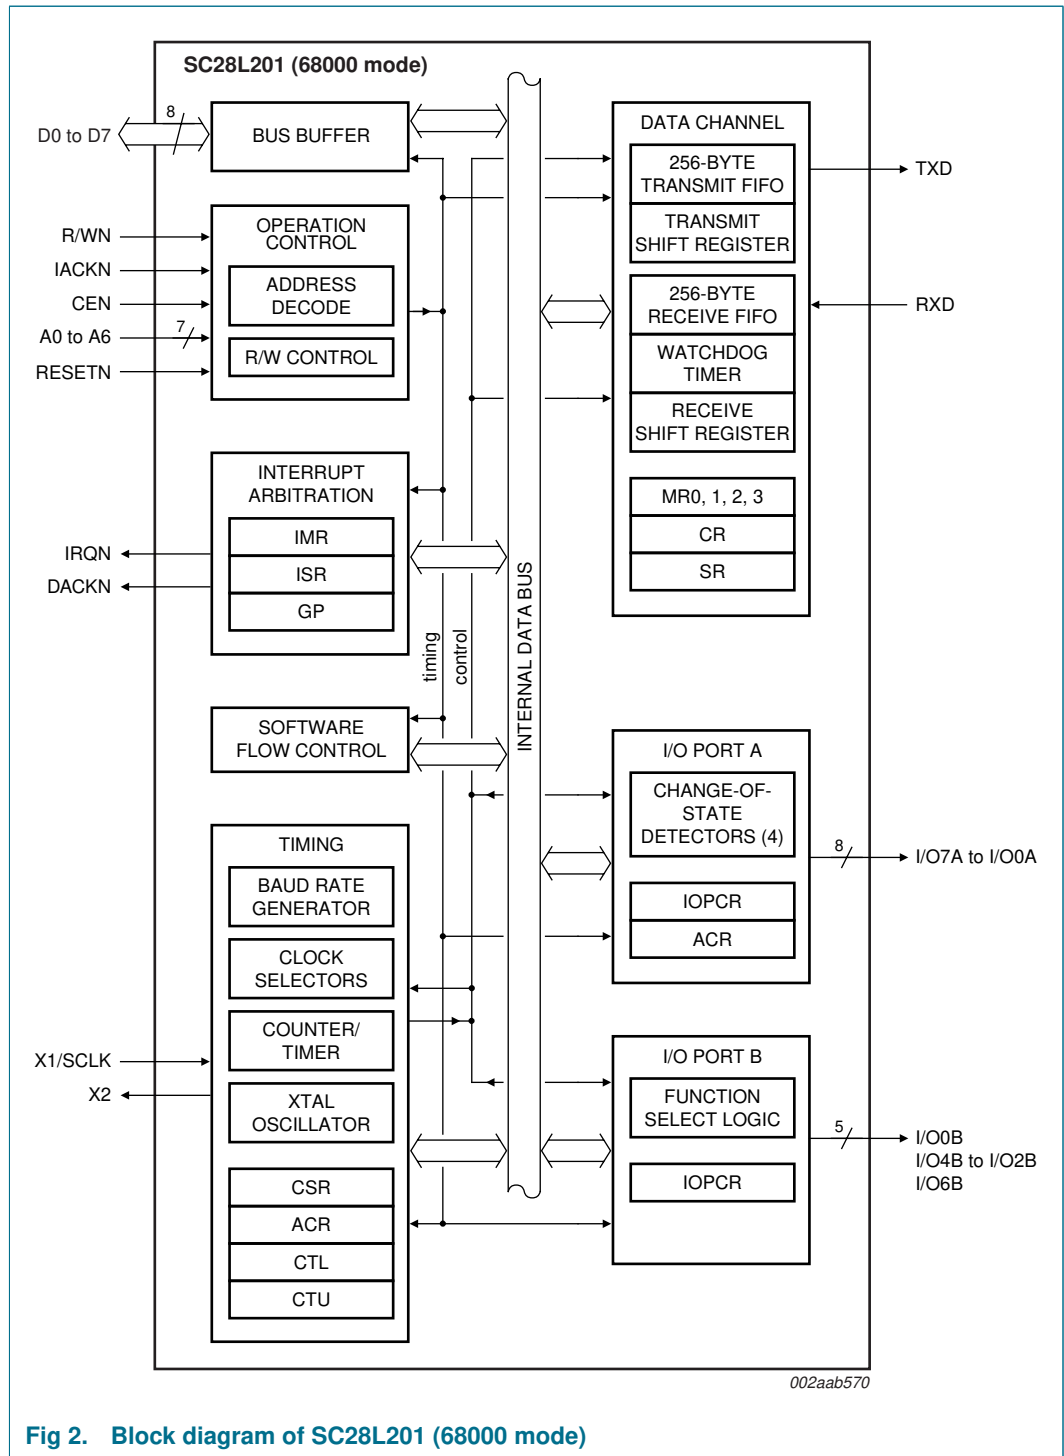 SC28L201 (68000 mode)
D0 to D7
8
BUS BUFFER
R/WN
IACKN
CEN
A0 to A6
7
RESETN
OPERATION
CONTROL
ADDRESS
DECODE
R/W CONTROL
INTERRUPT
ARBITRATION
IMR
ISR
GP
IRQN
DACKN
SOFTWARE
FLOW CONTROL
TIMING
BAUD RATE
GENERATOR
CLOCK
SELECTORS
COUNTER/
TIMER
XTAL
OSCILLATOR
CSR
ACR
CTL
CTU
X1/SCLK
X2
timing
control
INTERNAL DATA BUS
DATA CHANNEL
256-BYTE
TRANSMIT FIFO
TRANSMIT
SHIFT REGISTER
256-BYTE
RECEIVE FIFO
WATCHDOG
TIMER
RECEIVE
SHIFT REGISTER
MR0, 1, 2, 3
CR
SR
TXD
RXD
I/O PORT A
CHANGE-OF-
STATE
DETECTORS (4)
IOPCR
ACR
8
I/O7A to I/O0A
I/O PORT B
FUNCTION
SELECT LOGIC
IOPCR
5
I/O0B
I/O4B to I/O2B
I/O6B
002aab570
Fig 2. Block diagram of SC28L201 (68000 mode)